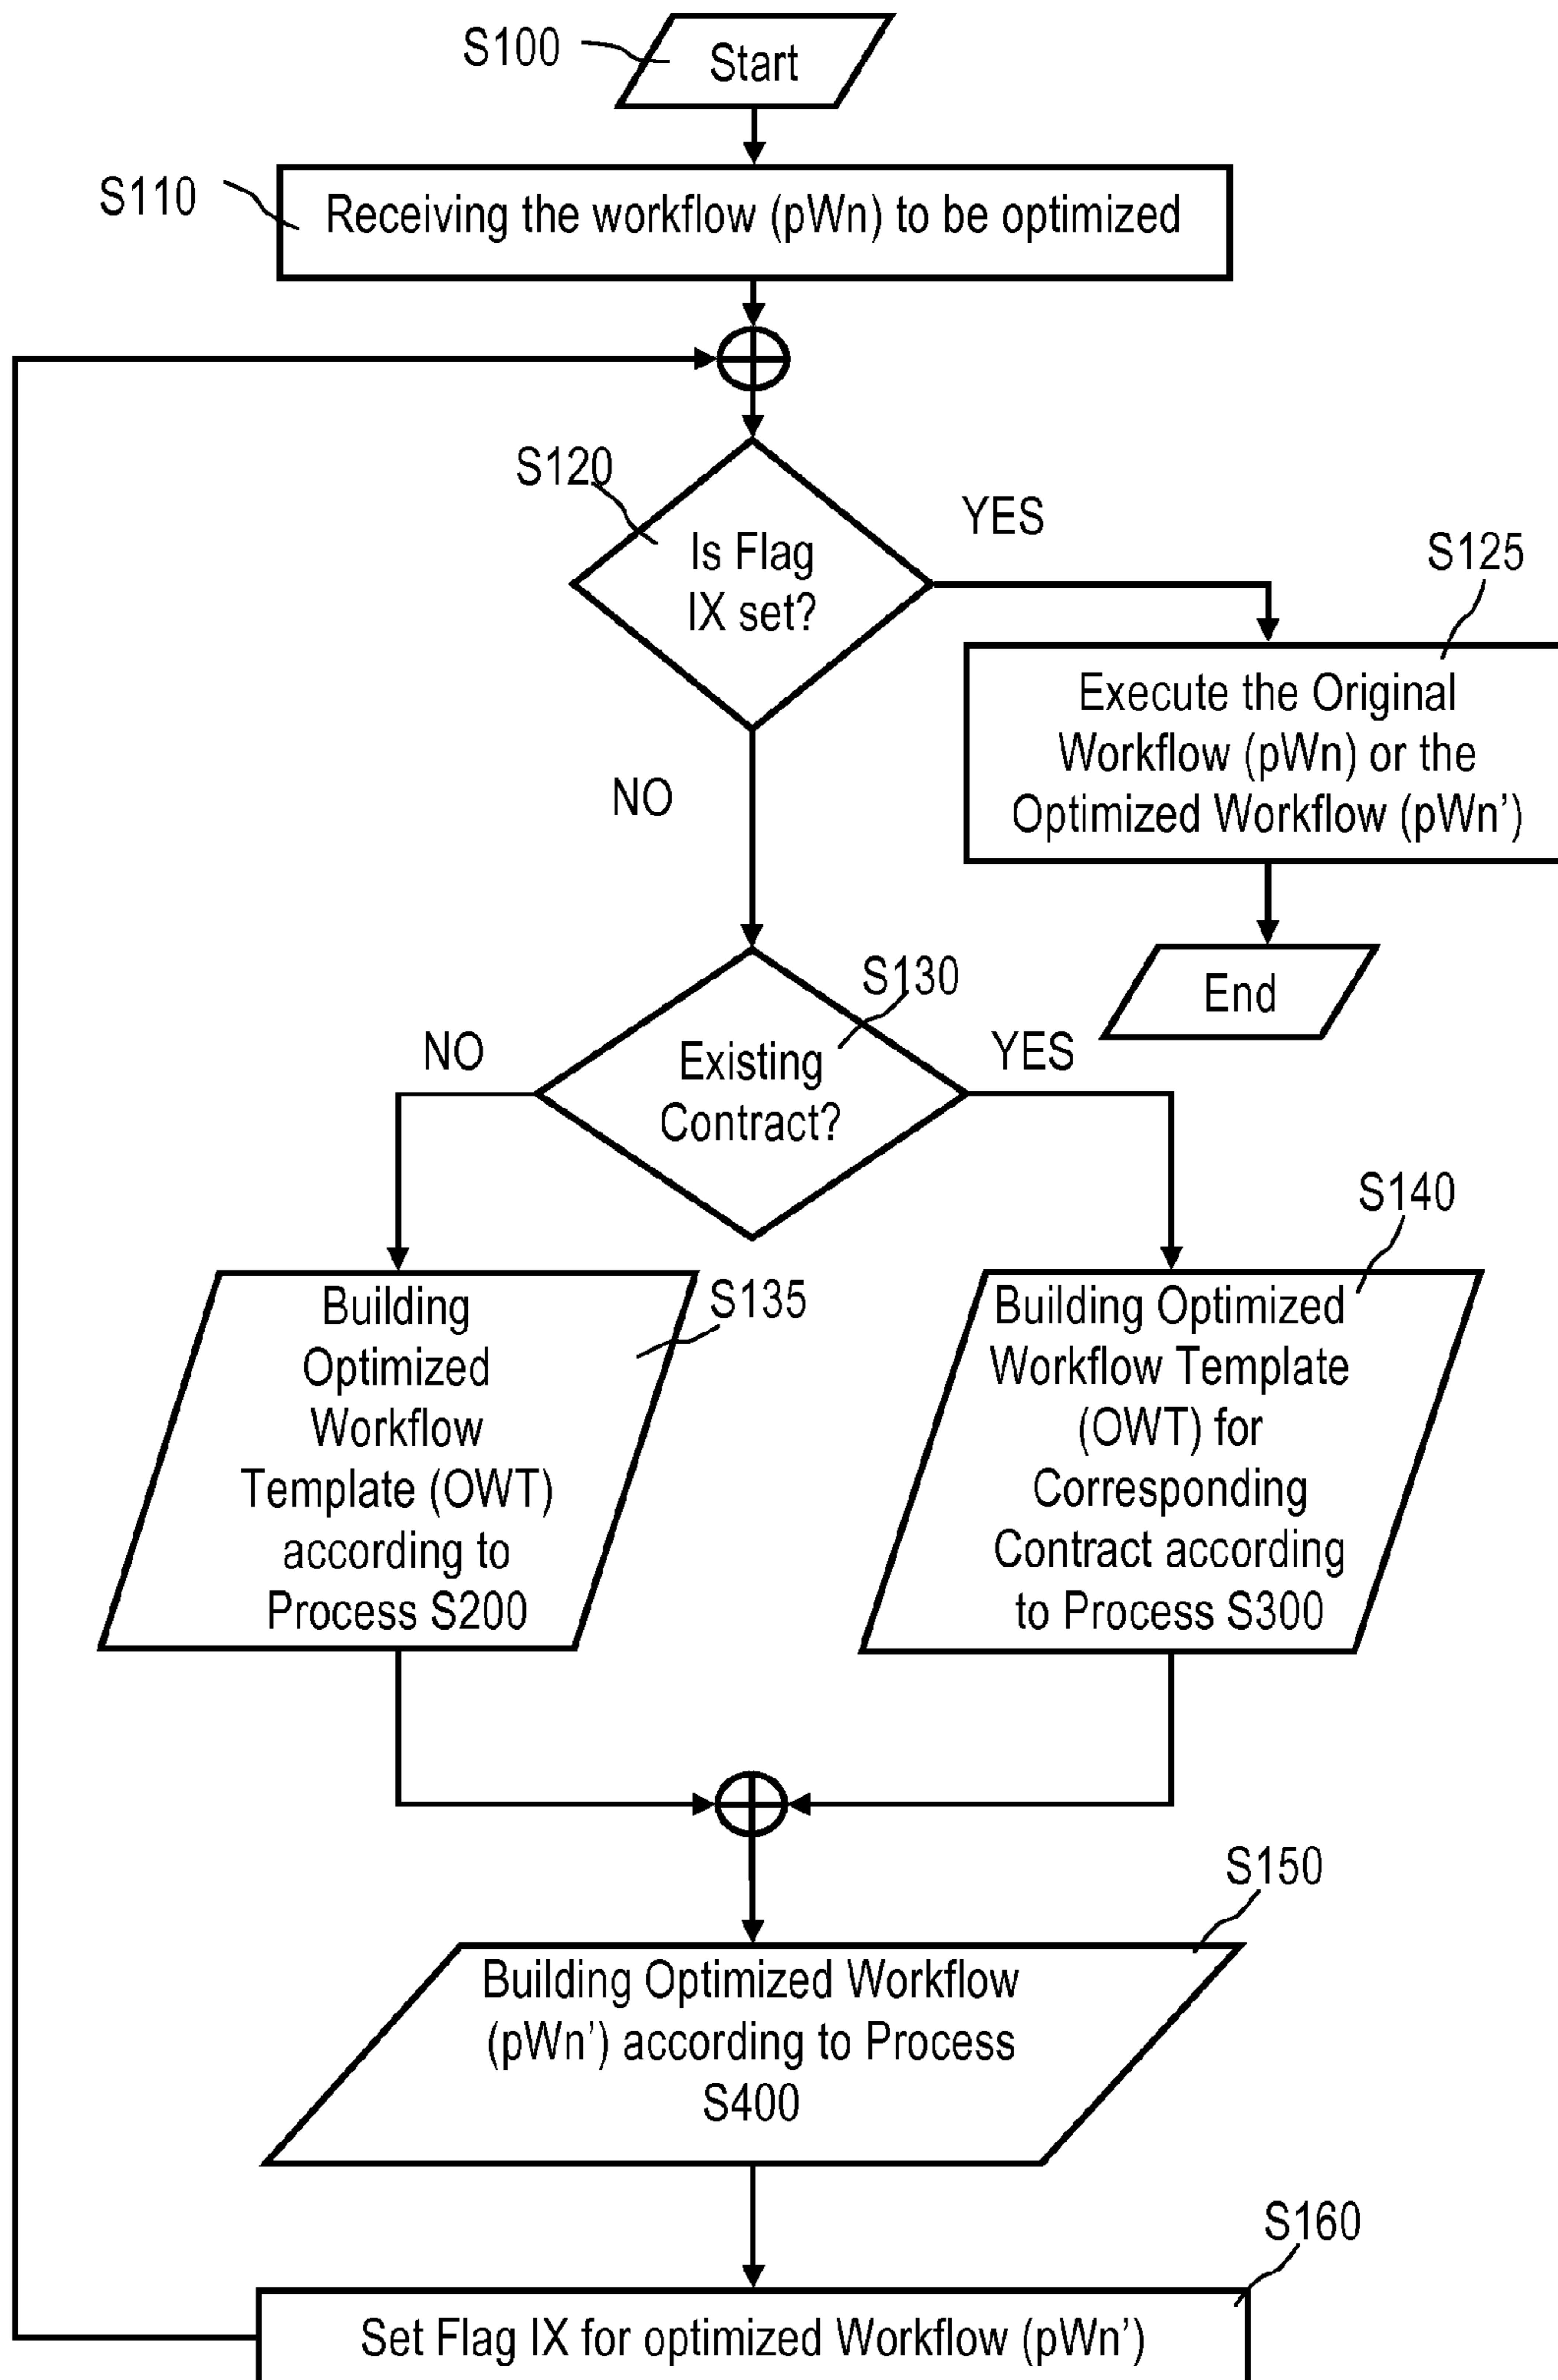 S100
Start
S110
Receiving the workflow (pWn) to be optimized
S120
Is Flag
IX set?
YES
S125
Execute the Original
Workflow (pWn) or the
Optimized Workflow (pWn’)
NO
End
S130
Existing
Contract?
NO
YES
S135
Building
Optimized
Workflow
Template (OWT)
according to
Process S200
S140
Building Optimized
Workflow Template
(OWT) for
Corresponding
Contract according
to Process S300
S150
Building Optimized Workflow
(pWn’) according to Process
S400
S160
Set Flag IX for optimized Workflow (pWn’)